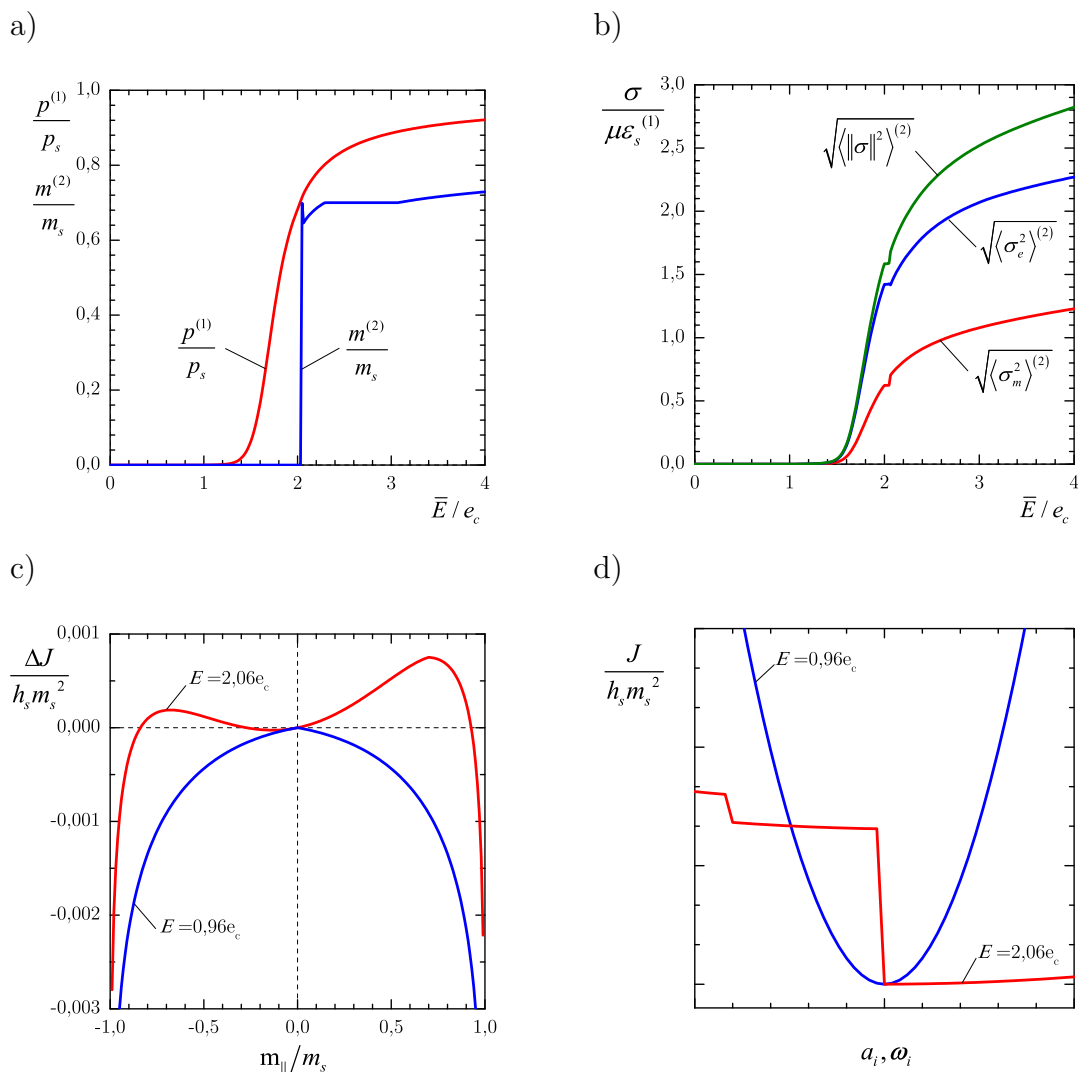 a)
p^(1)/p_s
m^(2)/m_s
1,0
0,8
0,6
0,4
0,2
0,0
p^(1)/p_s
m^(2)/m_s
0 1 2 3 4
E̅ / e_c
b)
σ/με_s^(1)
3,0
2,5
2,0
1,5
1,0
0,5
0,0
√⟨‖σ‖²⟩^(2)
√⟨σ_e²⟩^(2)
√⟨σ_m²⟩^(2)
0 1 2 3 4
E̅ / e_c
c)
ΔJ/h_s m_s²
0,001
0,000
-0,001
-0,002
-0,003
E=2,06e_c
E=0,96e_c
-1,0 -0,5 0,0 0,5 1,0
m_||/m_s
d)
J/h_s m_s²
E=0,96e_c
E=2,06e_c
a_i, ω_i